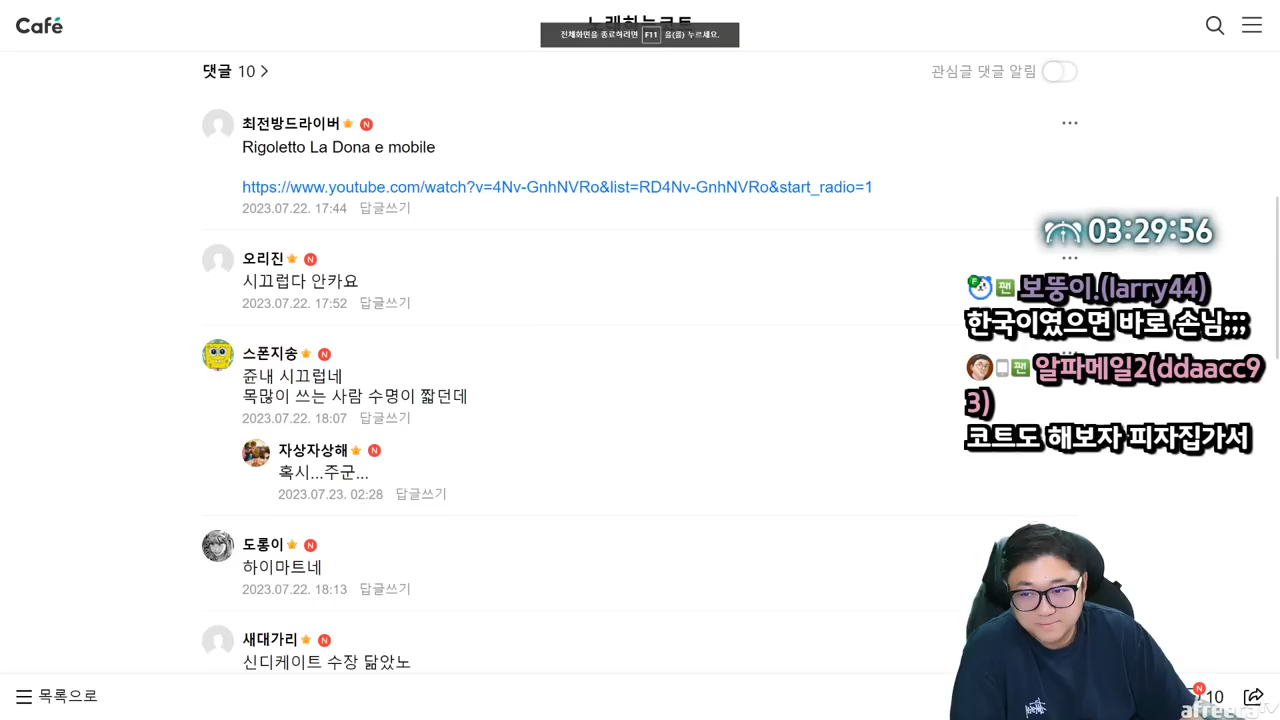 Café
노래하는코트
전체화면을 종료하려면 F11 을(를) 누르세요.
댓글 10
관심글 댓글 알림
최전방드라이버 N
Rigoletto La Dona e mobile
https://www.youtube.com/watch?v=4Nv-GnhNVRo&list=RD4Nv-GnhNVRo&start_radio=1
2023.07.22. 17:44 답글쓰기
오리진 N
시끄럽다 안카요
2023.07.22. 17:52 답글쓰기
스폰지송 N
쥰내 시끄럽네
목많이 쓰는 사람 수명이 짧던데
2023.07.22. 18:07 답글쓰기
자상자상해 N
혹시...주군...
2023.07.23. 02:28 답글쓰기
도롱이 N
하이마트네
2023.07.22. 18:13 답글쓰기
새대가리 N
신디케이트 수장 닮았노
03:29:56
F 팬 보뚱이.(larry44)
한국이였으면 바로 손님;;;
팬 알파메일2(ddaacc9
3)
코트도 해보자 피자집가서
목록으로
N 10
afreecaTV